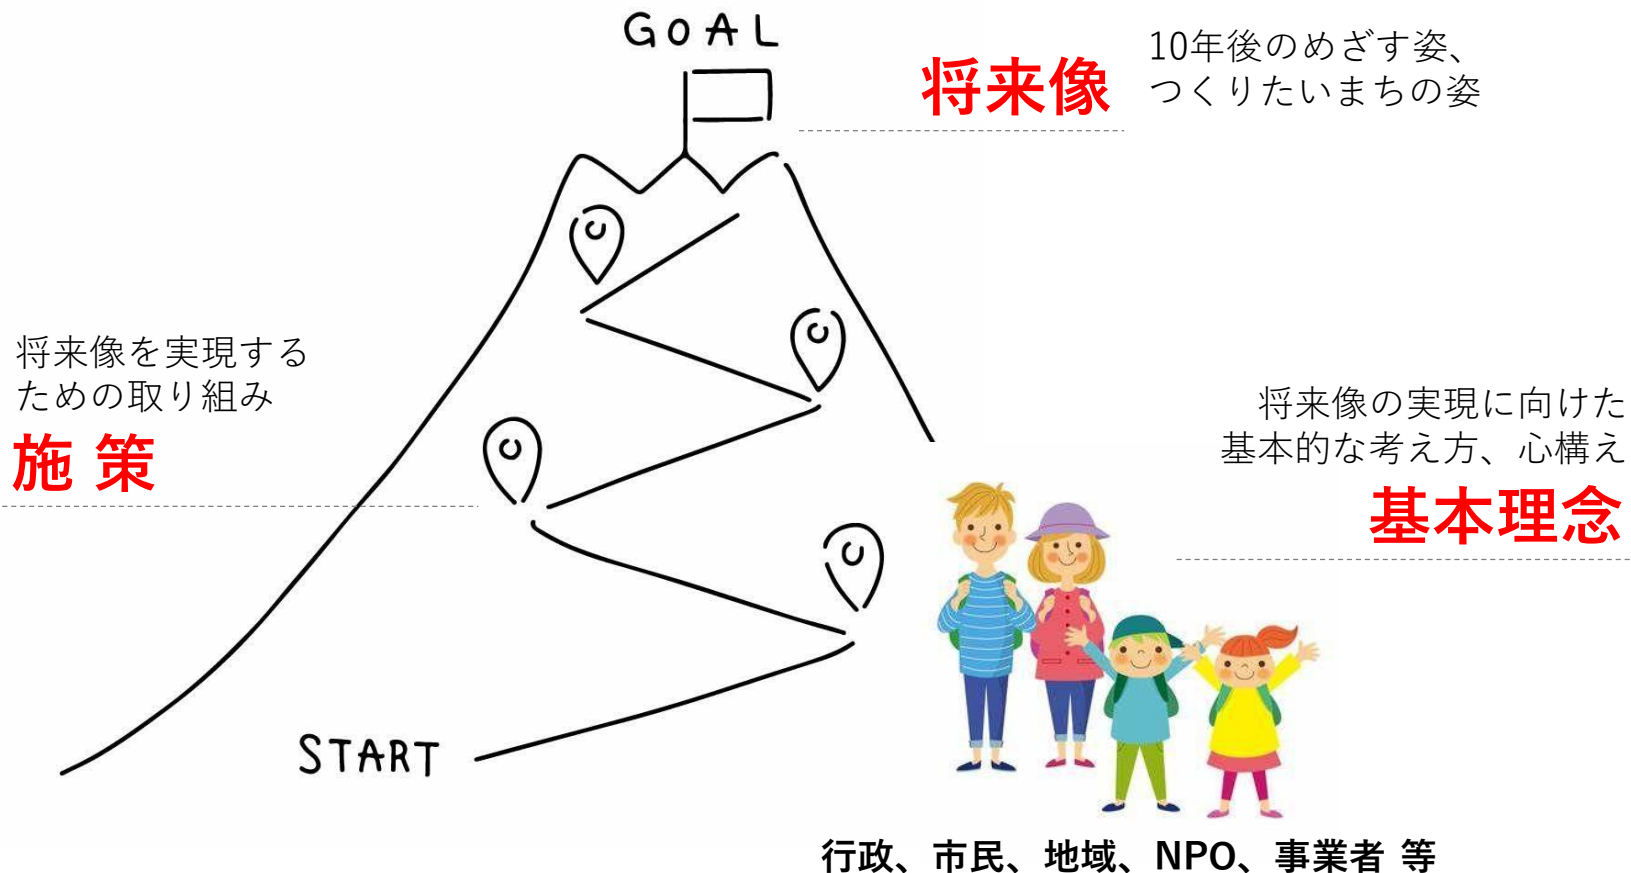 GOAL
将来像
10年後のめざす姿、
つくりたいまちの姿
将来像を実現する
ための取り組み
施 策
将来像の実現に向けた
基本的な考え方、心構え
基本理念
START
行政、市民、地域、NPO、事業者 等